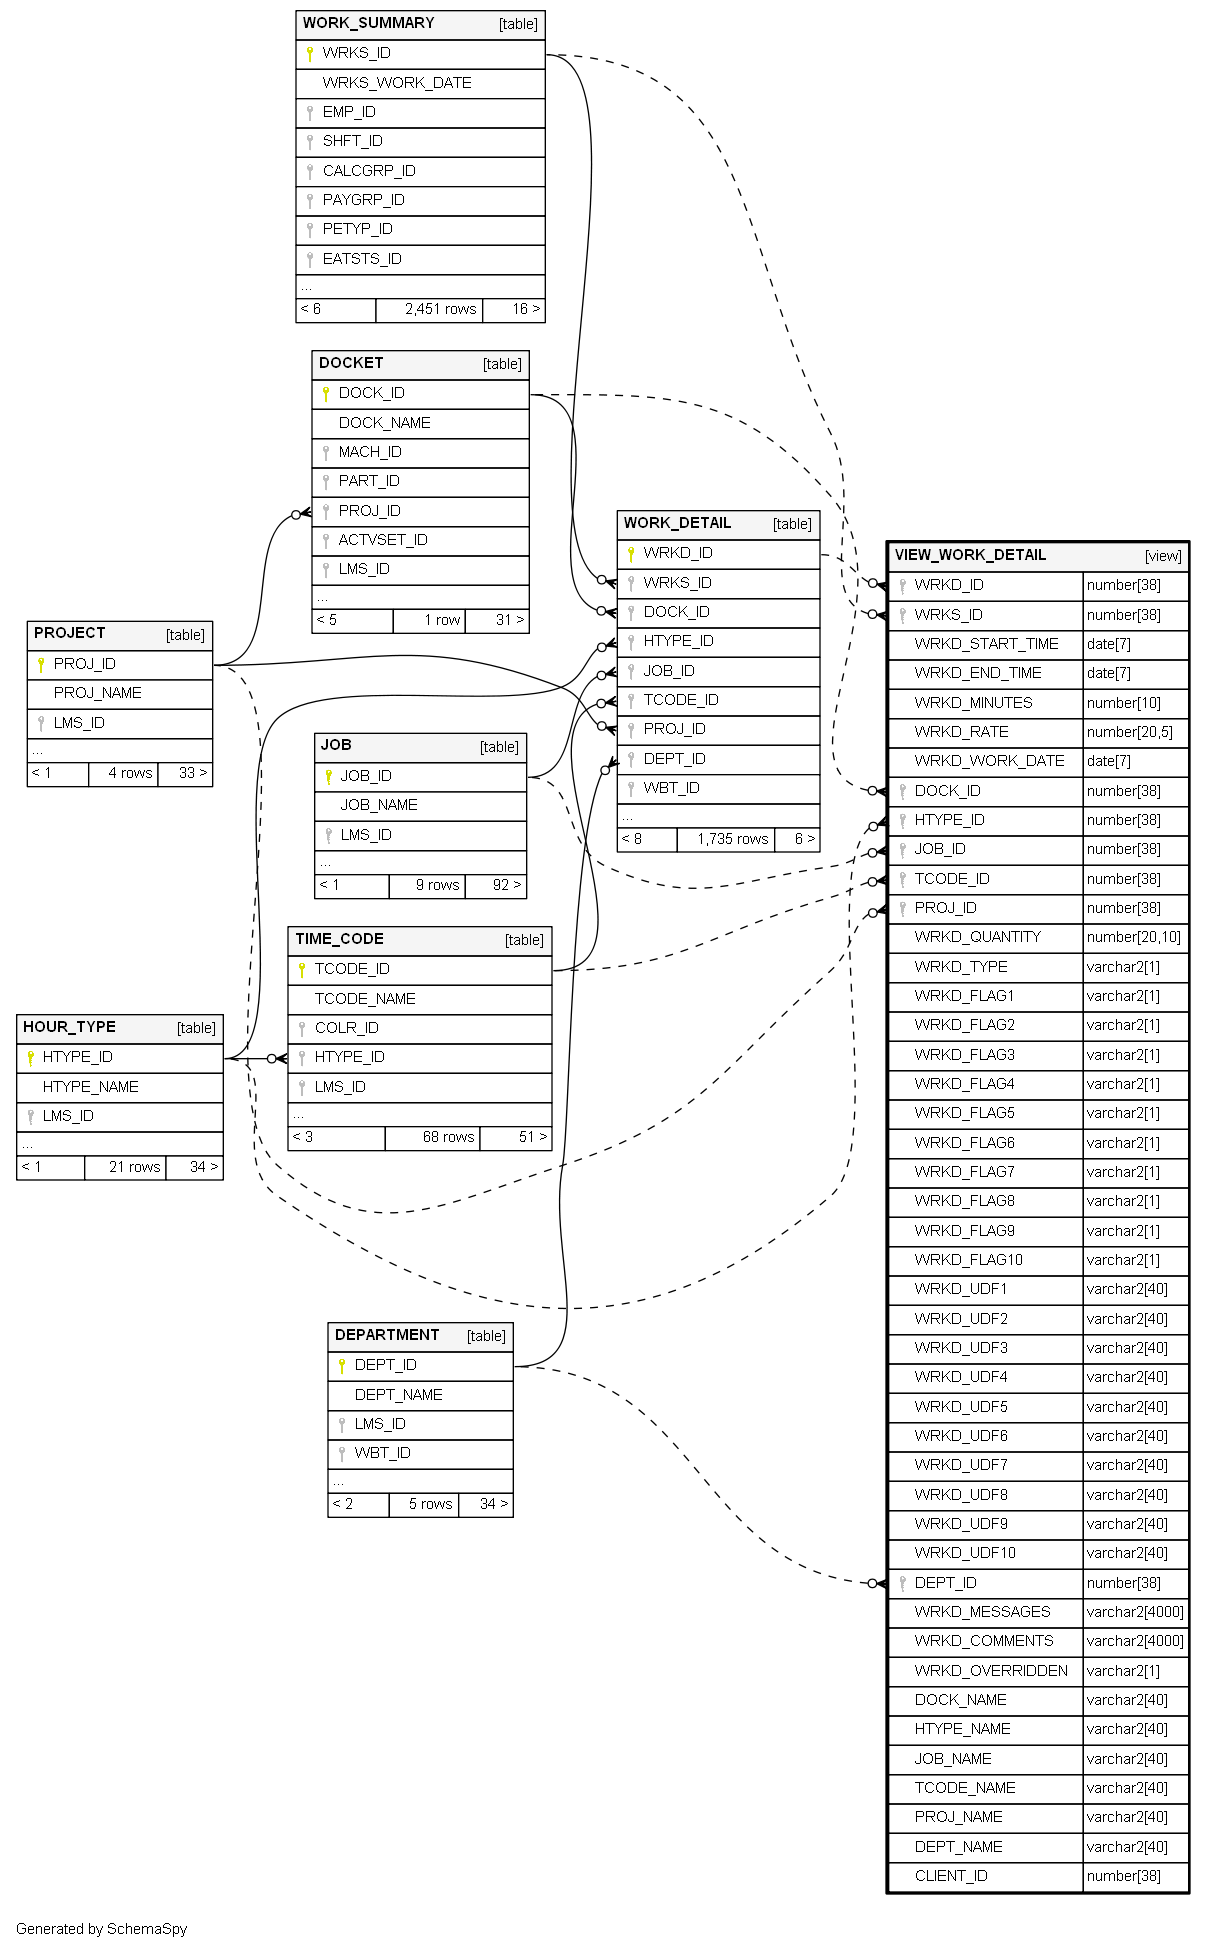 WORK_SUMMARY [table]
WRKS_ID
WRKS_WORK_DATE
EMP_ID
SHFT_ID
CALCGRP_ID
PAYGRP_ID
PETYP_ID
EATSTS_ID
...
< 6 2,451 rows 16 >
DOCKET [table]
DOCK_ID
DOCK_NAME
MACH_ID
PART_ID
PROJ_ID
ACTVSET_ID
LMS_ID
...
< 5 1 row 31 >
PROJECT [table]
PROJ_ID
PROJ_NAME
LMS_ID
...
< 1 4 rows 33 >
JOB [table]
JOB_ID
JOB_NAME
LMS_ID
...
< 1 9 rows 92 >
TIME_CODE [table]
TCODE_ID
TCODE_NAME
COLR_ID
HTYPE_ID
LMS_ID
...
< 3 68 rows 51 >
HOUR_TYPE [table]
HTYPE_ID
HTYPE_NAME
LMS_ID
...
< 1 21 rows 34 >
DEPARTMENT [table]
DEPT_ID
DEPT_NAME
LMS_ID
WBT_ID
...
< 2 5 rows 34 >
WORK_DETAIL [table]
WRKD_ID
WRKS_ID
DOCK_ID
HTYPE_ID
JOB_ID
TCODE_ID
PROJ_ID
DEPT_ID
WBT_ID
...
< 8 1,735 rows 6 >
VIEW_WORK_DETAIL [view]
WRKD_ID number[38]
WRKS_ID number[38]
WRKD_START_TIME date[7]
WRKD_END_TIME date[7]
WRKD_MINUTES number[10]
WRKD_RATE number[20,5]
WRKD_WORK_DATE date[7]
DOCK_ID number[38]
HTYPE_ID number[38]
JOB_ID number[38]
TCODE_ID number[38]
PROJ_ID number[38]
WRKD_QUANTITY number[20,10]
WRKD_TYPE varchar2[1]
WRKD_FLAG1 varchar2[1]
WRKD_FLAG2 varchar2[1]
WRKD_FLAG3 varchar2[1]
WRKD_FLAG4 varchar2[1]
WRKD_FLAG5 varchar2[1]
WRKD_FLAG6 varchar2[1]
WRKD_FLAG7 varchar2[1]
WRKD_FLAG8 varchar2[1]
WRKD_FLAG9 varchar2[1]
WRKD_FLAG10 varchar2[1]
WRKD_UDF1 varchar2[40]
WRKD_UDF2 varchar2[40]
WRKD_UDF3 varchar2[40]
WRKD_UDF4 varchar2[40]
WRKD_UDF5 varchar2[40]
WRKD_UDF6 varchar2[40]
WRKD_UDF7 varchar2[40]
WRKD_UDF8 varchar2[40]
WRKD_UDF9 varchar2[40]
WRKD_UDF10 varchar2[40]
DEPT_ID number[38]
WRKD_MESSAGES varchar2[4000]
WRKD_COMMENTS varchar2[4000]
WRKD_OVERRIDDEN varchar2[1]
DOCK_NAME varchar2[40]
HTYPE_NAME varchar2[40]
JOB_NAME varchar2[40]
TCODE_NAME varchar2[40]
PROJ_NAME varchar2[40]
DEPT_NAME varchar2[40]
CLIENT_ID number[38]
Generated by SchemaSpy